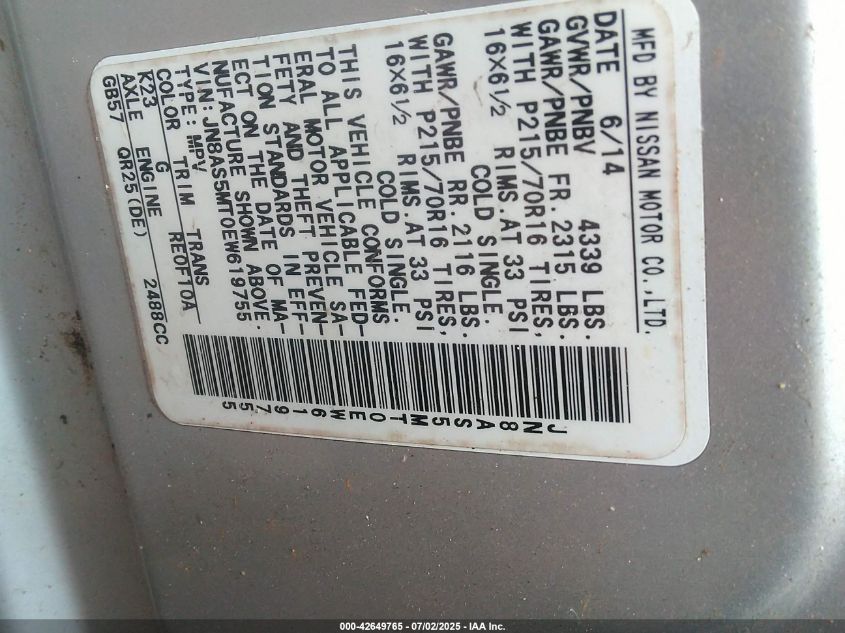 MFD BY NISSAN MOTOR CO.,LTD.
DATE 6/14
GVWR/PNBV 4339 LBS.
GAWR/PNBE FR. 2315 LBS.
WITH P215/70R16 TIRES,
16X6½ RIMS.AT 33 PSI
COLD SINGLE.
GAWR/PNBE RR. 2116 LBS.
WITH P215/70R16 TIRES,
16X6½ RIMS.AT 33 PSI
COLD SINGLE.
THIS VEHICLE CONFORMS
TO ALL APPLICABLE FED-
ERAL MOTOR VEHICLE SA-
FETY AND THEFT PREVEN-
TION STANDARDS IN EFF-
ECT ON THE DATE OF MA-
NUFACTURE SHOWN ABOVE.
VIN:JN8AS5MT0EW619755
TYPE:MPV
COLOR TRIM TRANS
K23 G RE0F10A
AXLE ENGINE
GB57 QR25(DE) 2488CC
JN8AS5MT0EW619755
000-42649765 - 07/02/2025 - IAA Inc.